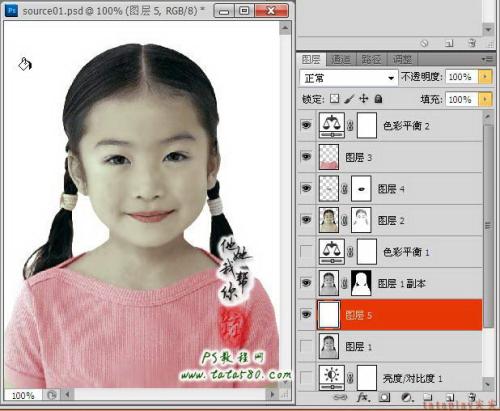 source01.psd @ 100% (图层 5, RGB/8) *
图层 通道 路径 调整
正常 不透明度: 100%
锁定: 填充: 100%
色彩平衡 2
图层 3
图层 4
图层 2
色彩平衡 1
图层 1 副本
图层 5
图层 1
亮度/对比度 1
fx.
100%
他她我帮你
PS教程网
www.tata580.com